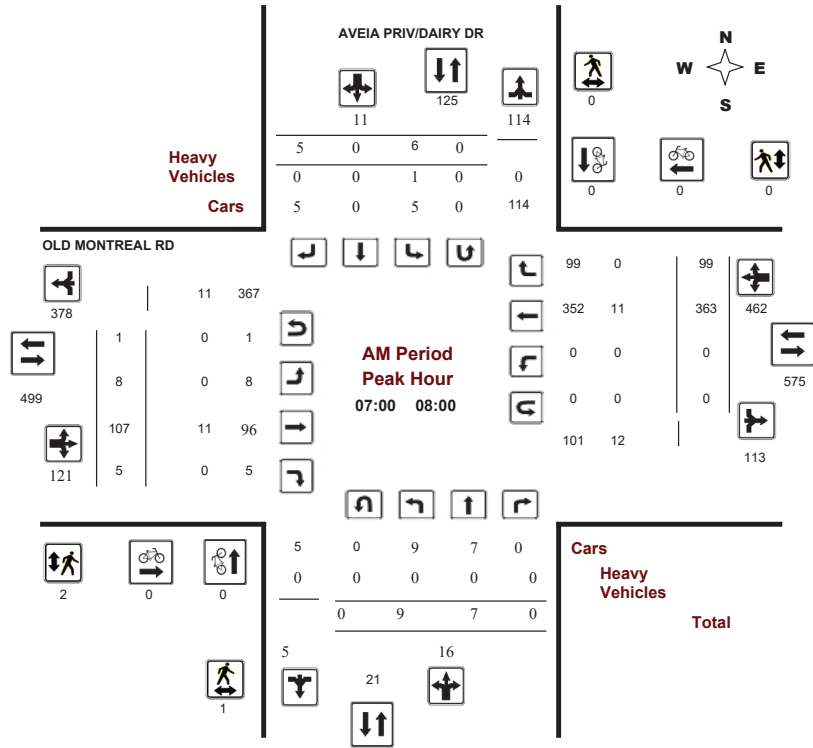 AVEIA PRIV/DAIRY DR
N
W E
S
125
11 114
0
5 0 6 0
Heavy
Vehicles
0 0 1 0 0
Cars 5 0 5 0 114
0 0 0
OLD MONTREAL RD
378
11 367
99 0 99
462
352 11 363
1 0 1
0 0 0
575
499
8 0 8
0 0 0
AM Period
Peak Hour
07:00 08:00
107 11 96
101 12
113
121
5 0 5
5 0 9 7 0
Cars
0 0 0 0 0
Heavy
Vehicles
0 9 7 0
Total
2 0 0
5 16
21
1